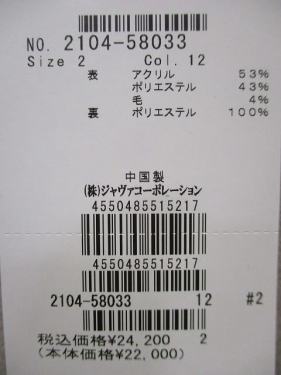 NO. 2104-58033
Size 2 Col.12
表 アクリル 53%
ポリエステル 43%
毛 4%
裏 ポリエステル 100%
中国製
(株)ジャヴァコーポレーション
4550485515217
4550485515217
2104-58033 12 #2
税込価格¥24,200 2
(本体価格¥22,000)